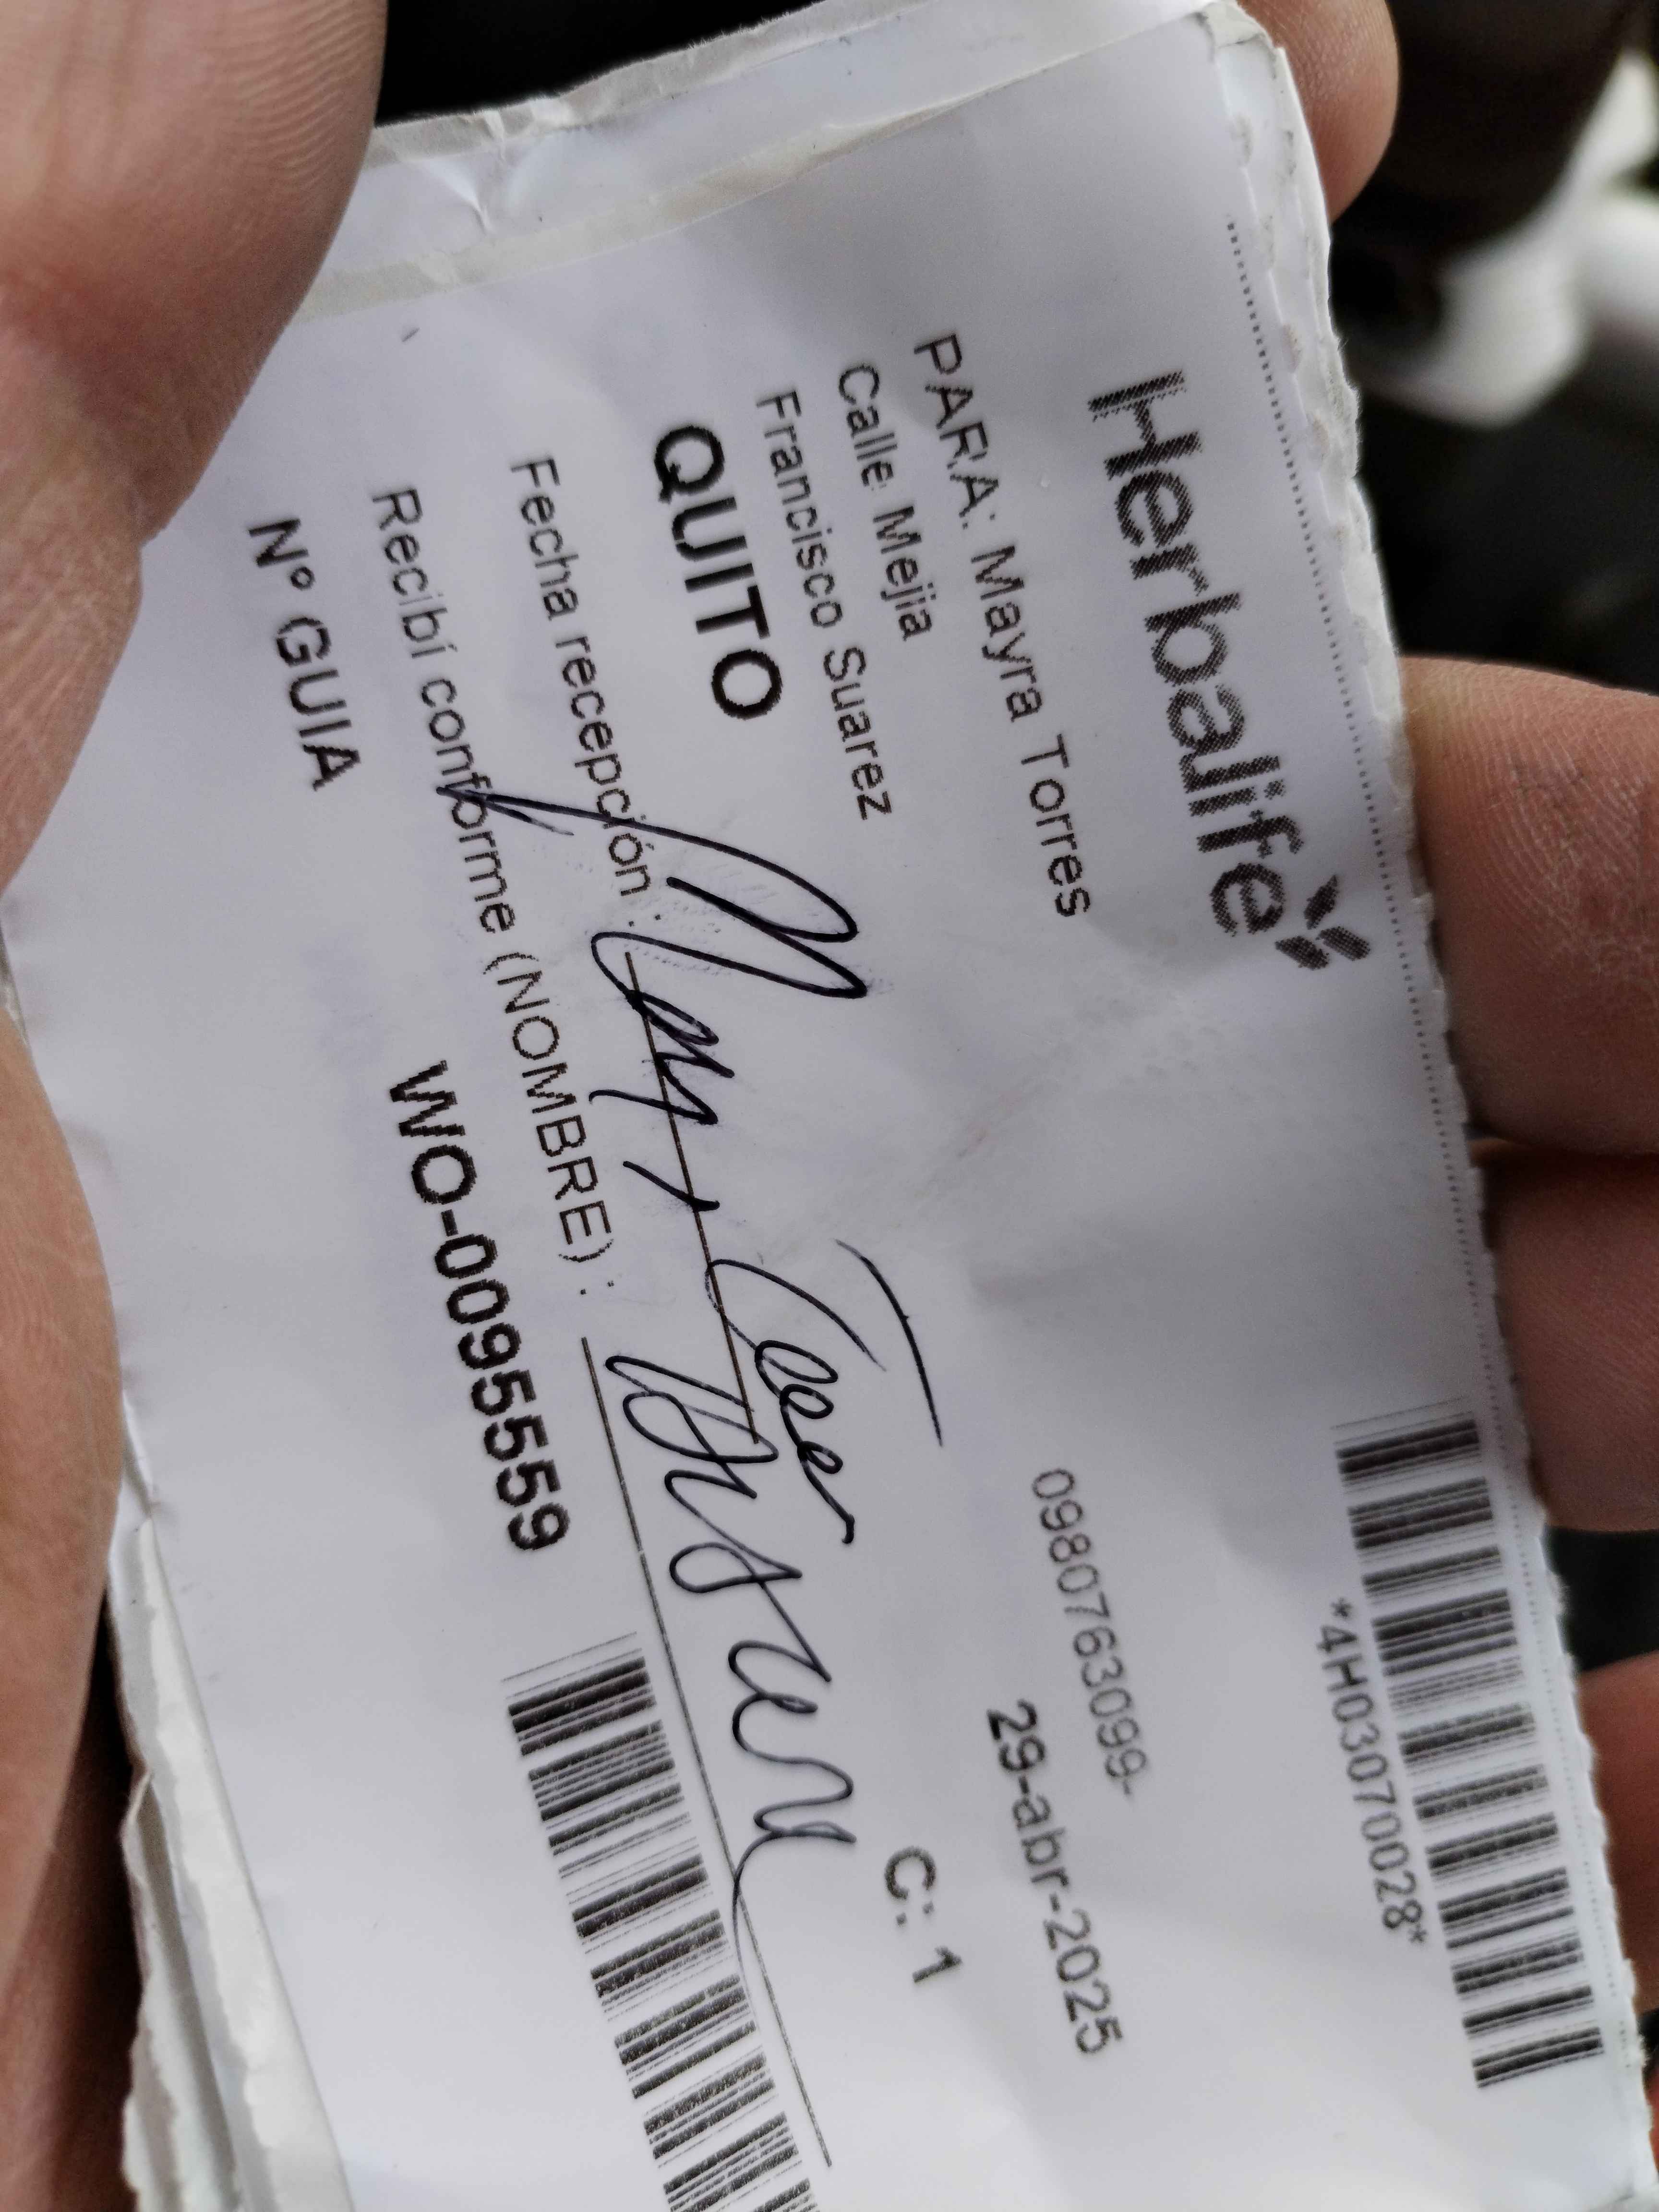 Herbalife
*4H03070028*
PARA: Mayra Torres
0980763099-
Calle Mejia
29-abr-2025
Francisco Suarez
QUITO
C: 1
Fecha recepción :
Recibí conforme (NOMBRE) :
Nº GUIA
WO-0095559